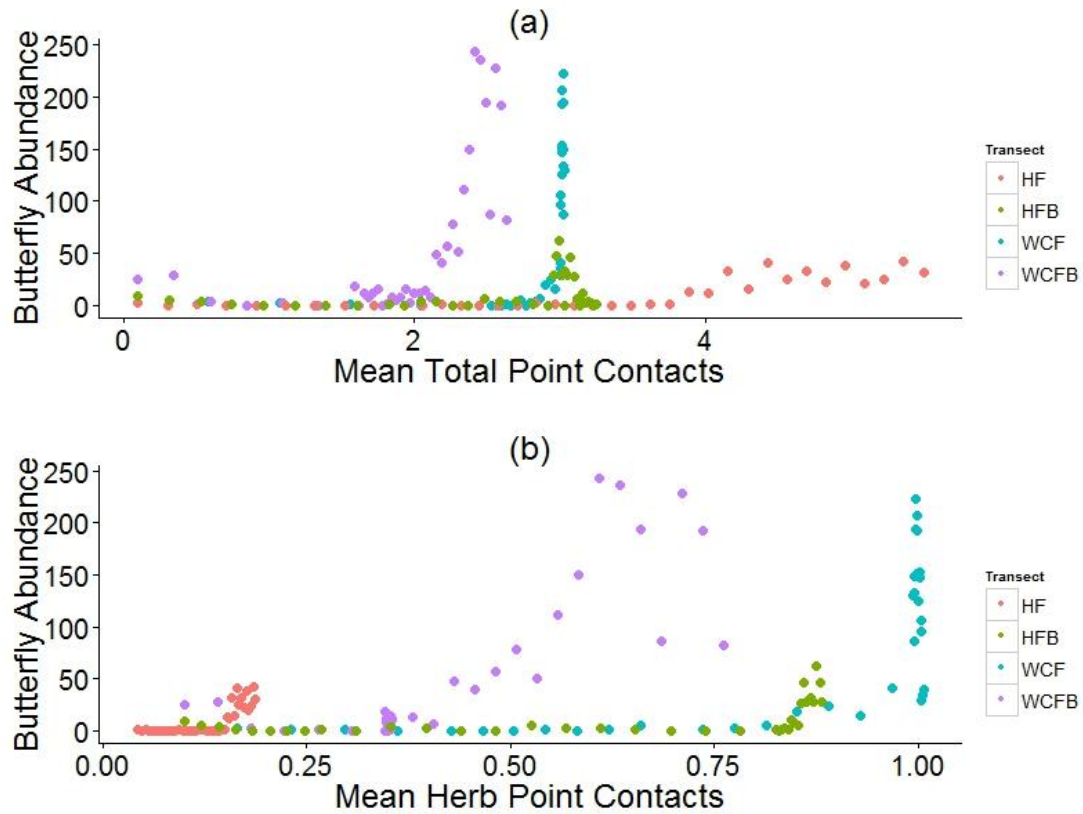 (a)
Butterfly Abundance
250
200
150
100
50
0
0 2 4
Mean Total Point Contacts
Transect
HF
HFB
WCF
WCFB
(b)
Butterfly Abundance
250
200
150
100
50
0
0.00 0.25 0.50 0.75 1.00
Mean Herb Point Contacts
Transect
HF
HFB
WCF
WCFB